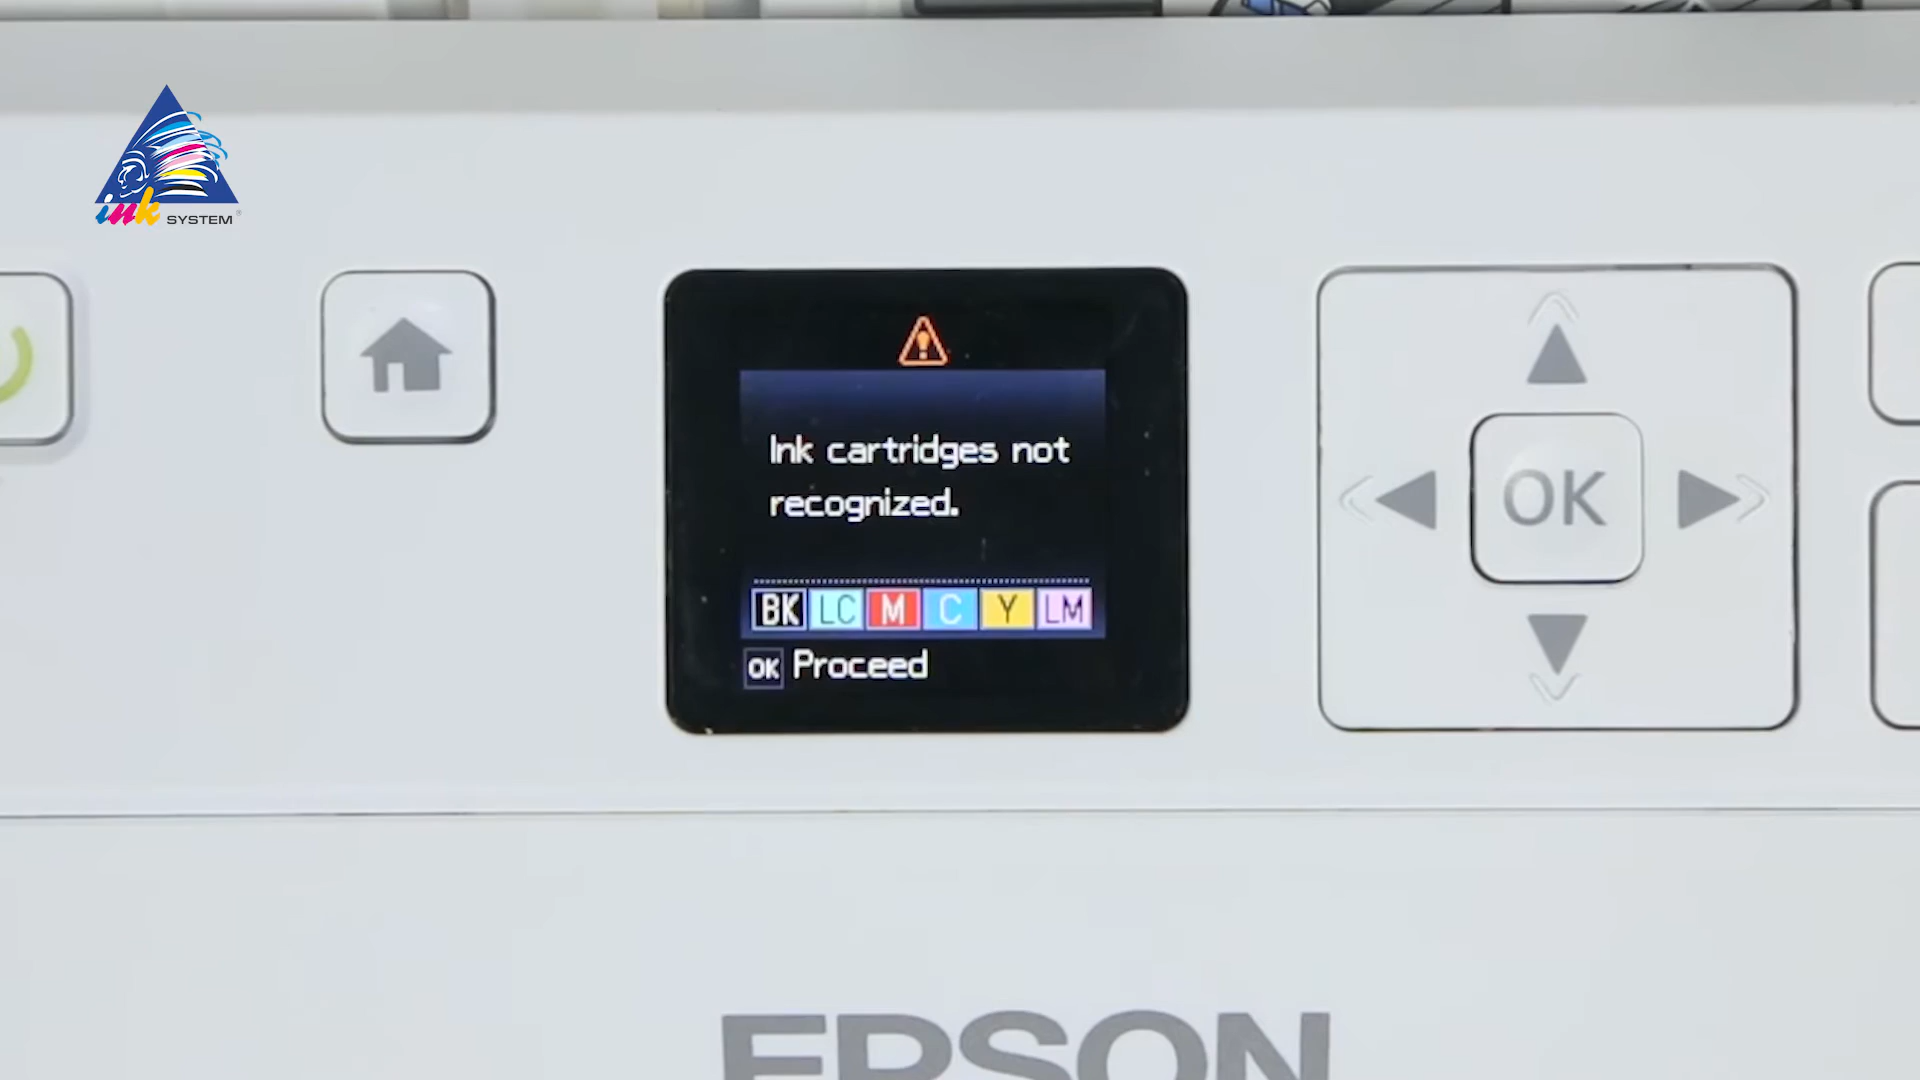 ink SYSTEM®
Ink cartridges not
recognized.
BK LC M C Y LM
OK Proceed
OK
EPSON